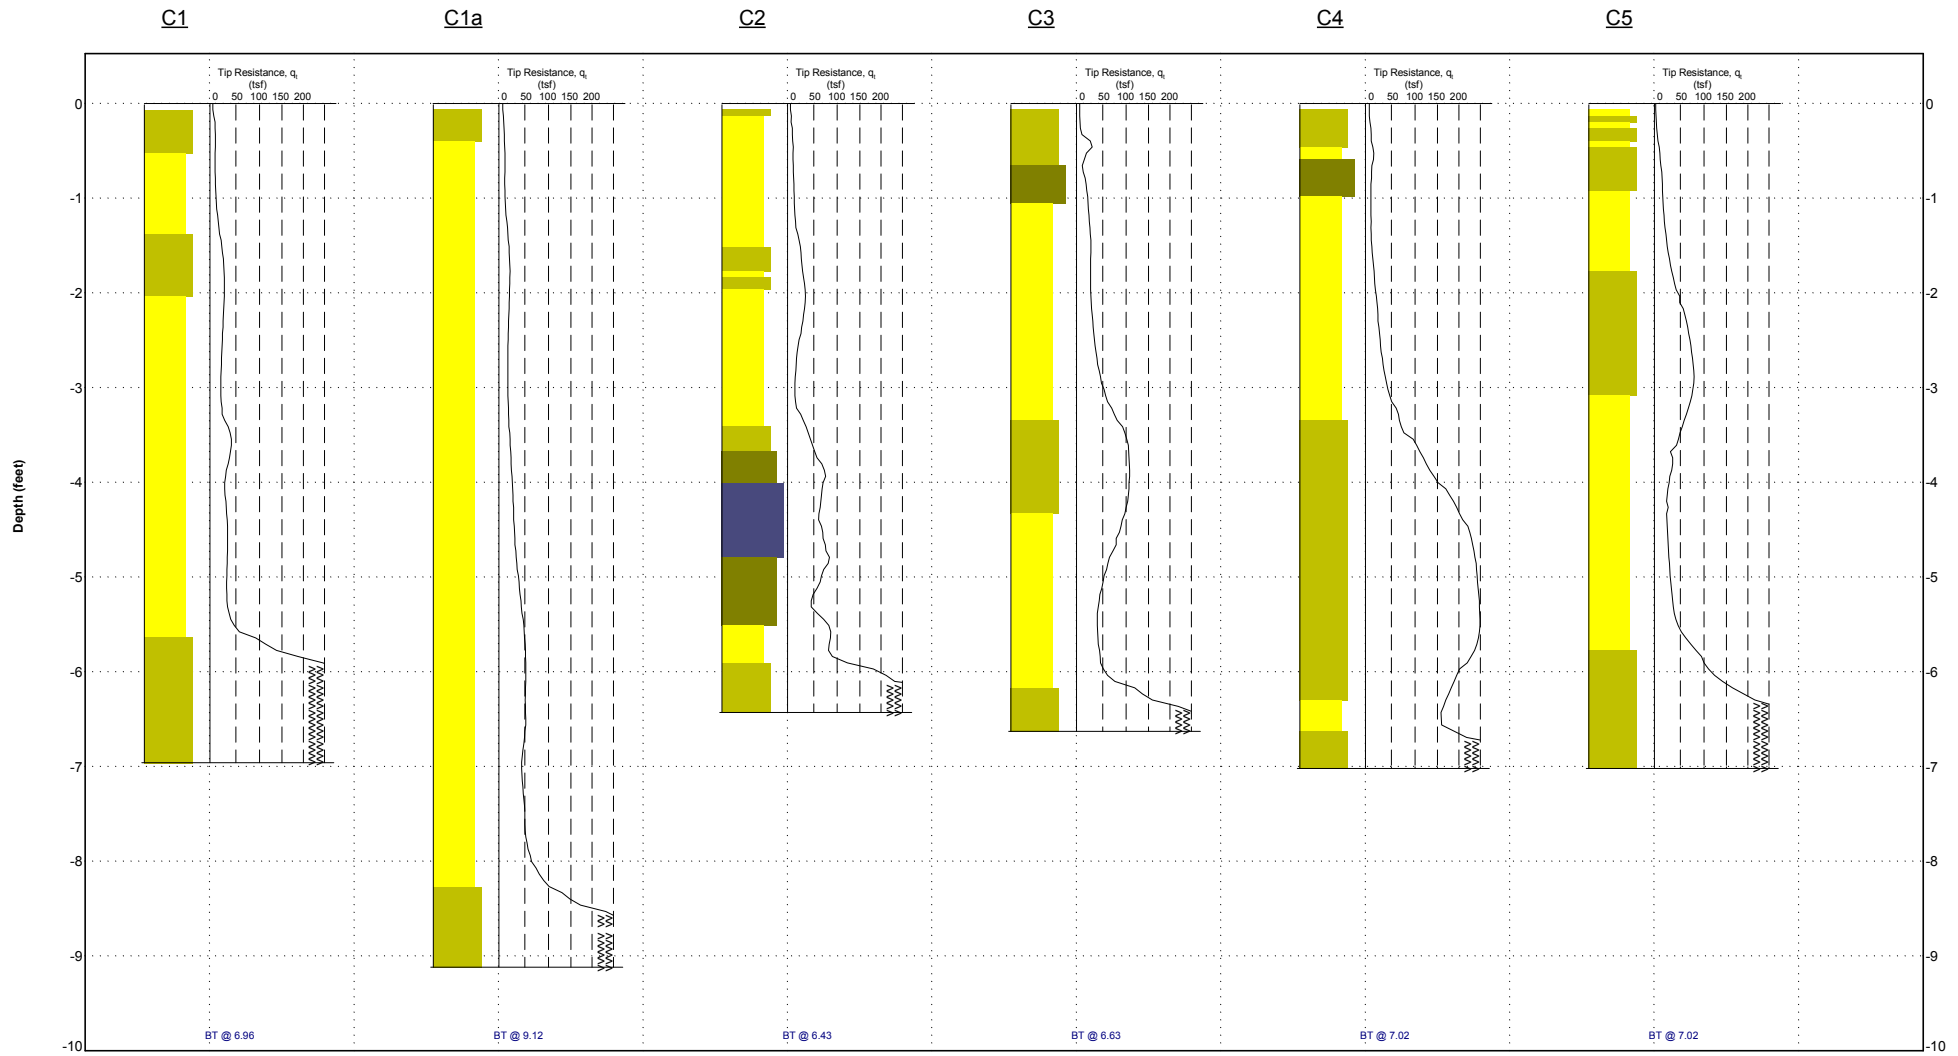 C1 C1a C2 C3 C4 C5
Tip Resistance, qt Tip Resistance, qt Tip Resistance, qt Tip Resistance, qt Tip Resistance, qt Tip Resistance, qt
(tsf) (tsf) (tsf) (tsf) (tsf) (tsf)
0 50 100 150 200 0 50 100 150 200 0 50 100 150 200 0 50 100 150 200 0 50 100 150 200 0 50 100 150 200
0 0
-1 -1
-2 -2
-3 -3
-4 -4
Depth (feet)
-5 -5
-6 -6
-7 -7
-8 -8
-9 -9
BT @ 6.96 BT @ 9.12 BT @ 6.43 BT @ 6.63 BT @ 7.02 BT @ 7.02
-10 -10